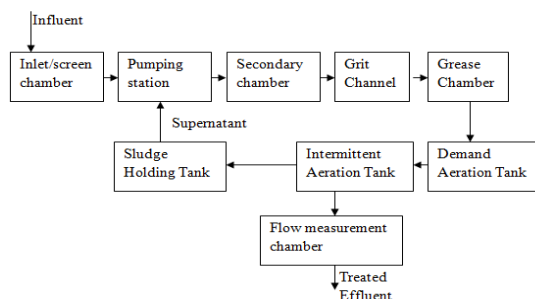 Influent
Inlet/screen
chamber
Pumping
station
Secondary
chamber
Grit
Channel
Grease
Chamber
Supernatant
Sludge
Holding Tank
Intermittent
Aeration Tank
Demand
Aeration Tank
Flow measurement
chamber
Treated
Effluent